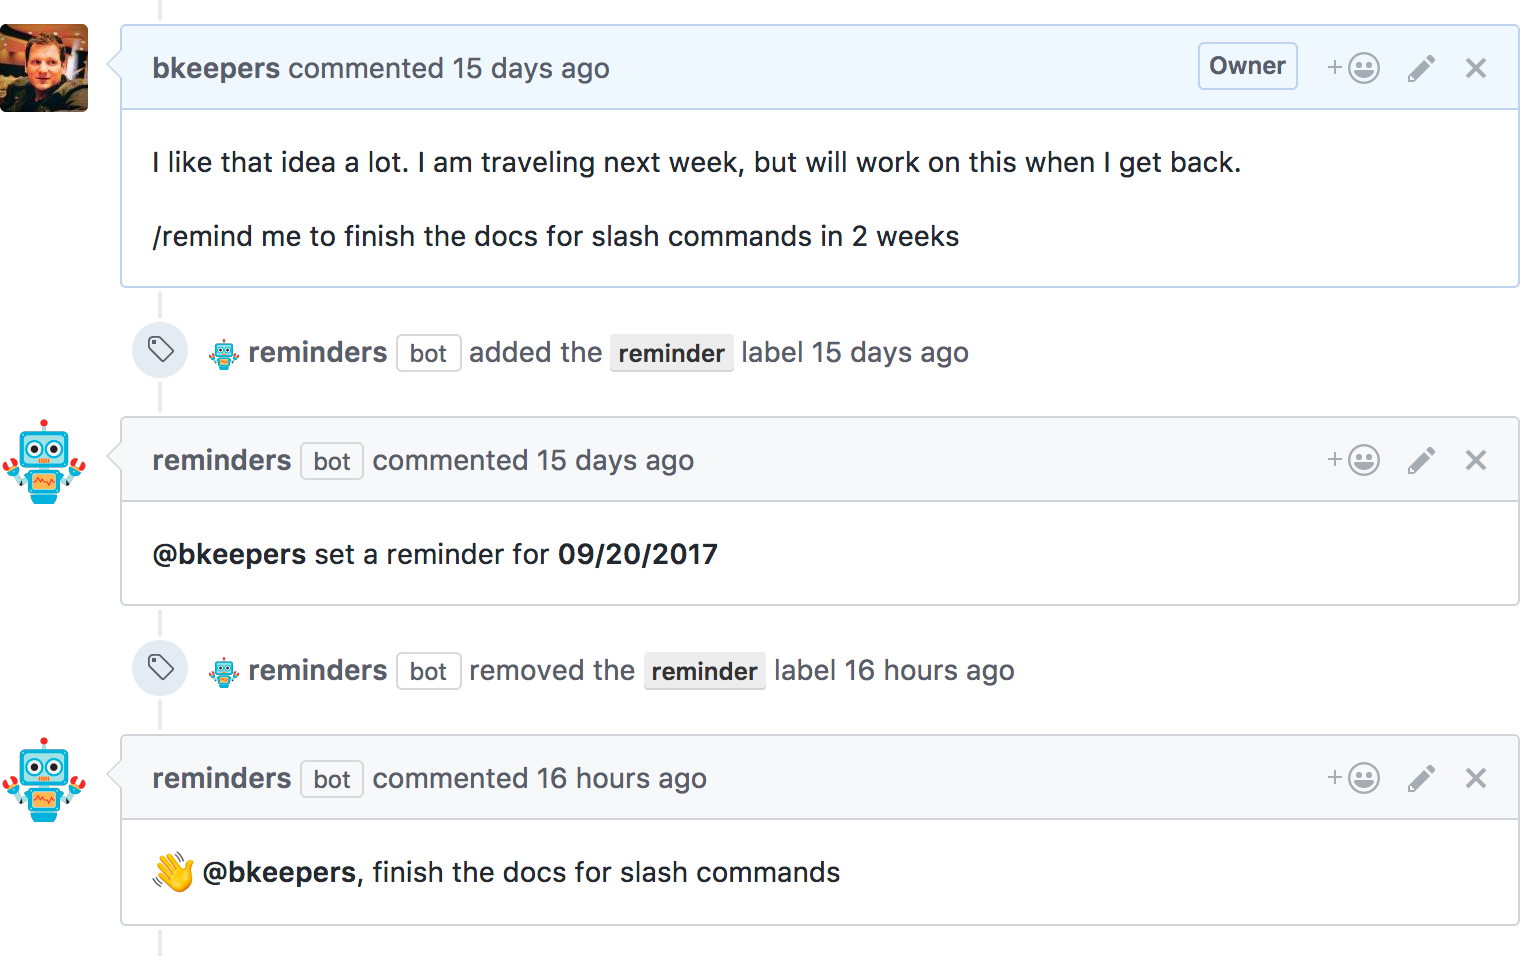 bkeepers commented 15 days ago Owner
I like that idea a lot. I am traveling next week, but will work on this when I get back.
/remind me to finish the docs for slash commands in 2 weeks
reminders bot added the reminder label 15 days ago
reminders bot commented 15 days ago
@bkeepers set a reminder for 09/20/2017
reminders bot removed the reminder label 16 hours ago
reminders bot commented 16 hours ago
👋 @bkeepers, finish the docs for slash commands